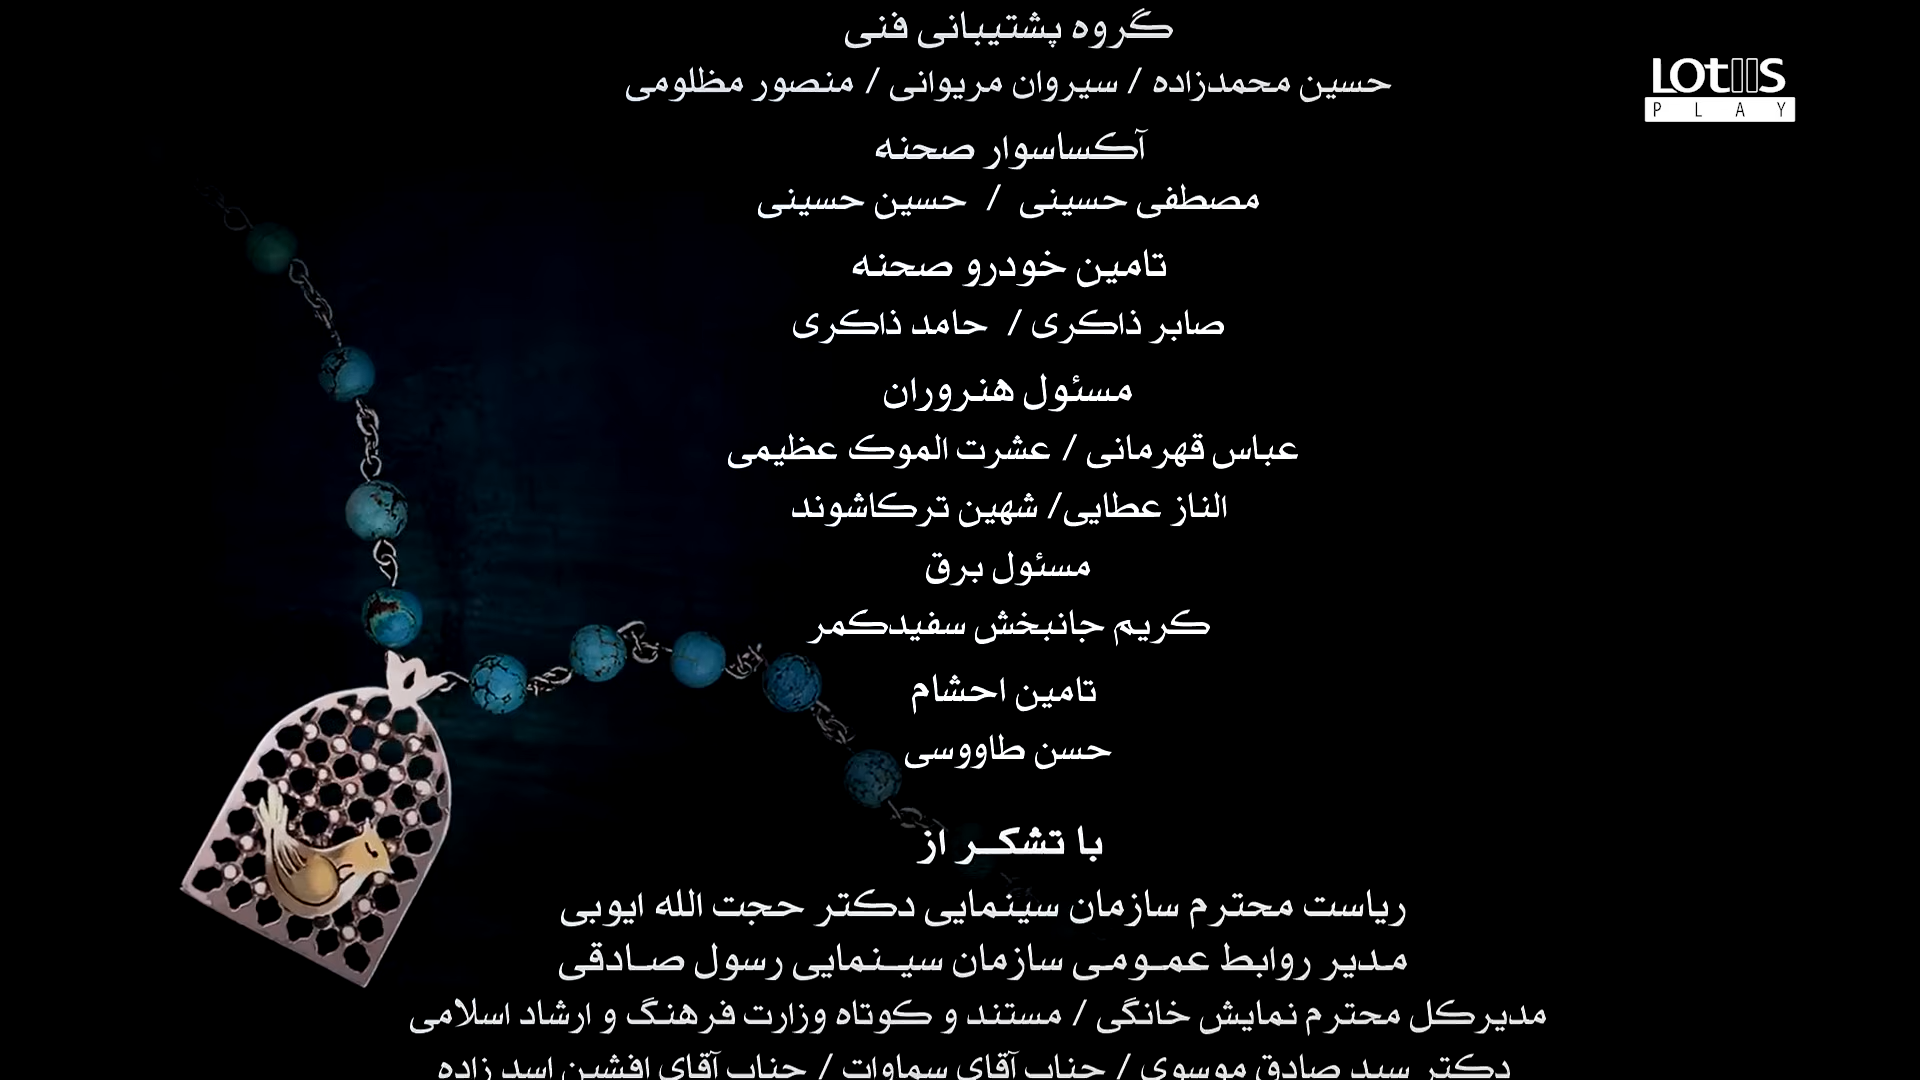 گروه پشتیبانی فنی
حسین محمدزاده / سیروان مریوانی / منصور مظلومی
LOTUS
PLAY
آکساسوار صحنه
مصطفی حسینی / حسین حسینی
تامین خودرو صحنه
صابر ذاکری / حامد ذاکری
مسئول هنروران
عباس قهرمانی / عشرت الموک عظیمی
الناز عطایی/ شهین ترکاشوند
مسئول برق
کریم جانبخش سفیدکمر
تامین احشام
حسن طاووسی
با تشکــر از
ریاست محترم سازمان سینمایی دکتر حجت الله ایوبی
مـدیر روابط عمــومـی سازمان سیــنمایی رسول صـادقی
مدیرکل محترم نمایش خانگی / مستند و کوتاه وزارت فرهنگ و ارشاد اسلامی
دکتر سید صادق موسوی / جناب آقای سماوات / جناب آقای افشین اسد زاده